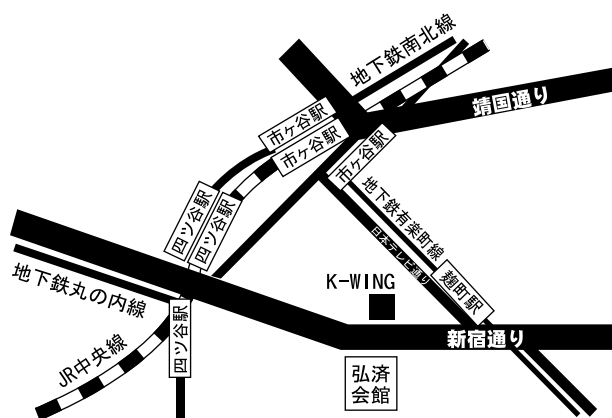 地下鉄南北線
靖国通り
市ヶ谷駅
市ヶ谷駅
市ヶ谷駅
四ツ谷駅
四ツ谷駅
地下鉄有楽町線
日本テレビ通り
麹町駅
地下鉄丸の内線
K-WING
新宿通り
四ツ谷駅
JR中央線
弘済
会館